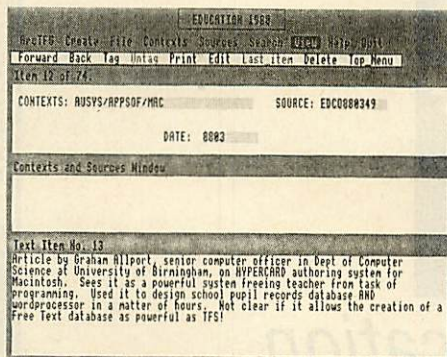 EDUCATION 1988
ArcTFS Create File Contexts Sources Search View Help Quit
Forward Back Tag Untag Print Edit Last item Delete Top Menu
Item 12 of 74.
CONTEXTS: AUSYS/APPSOF/MAC SOURCE: EDCO880349
DATE: 8803
Contexts and Sources Window
Text Item No. 13
Article by Graham Allport, senior computer officer in Dept of Computer
Science at University of Birmingham, on HYPERCARD authoring system for
Macintosh. Sees it as a powerful system freeing teacher from task of
programming. Used it to design school pupil records database AND
wordprocessor in a matter of hours. Not clear if it allows the creation of a
Free Text database as powerful as TFS!